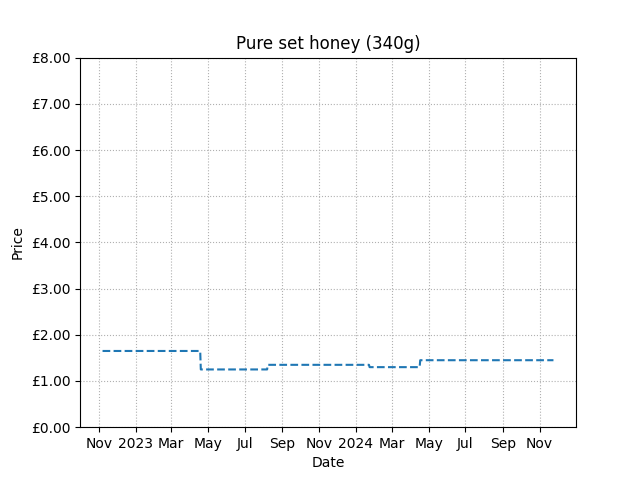 Pure set honey (340g)
£8.00
£7.00
£6.00
£5.00
£4.00
£3.00
£2.00
£1.00
£0.00
Price
Nov 2023 Mar May Jul Sep Nov 2024 Mar May Jul Sep Nov
Date